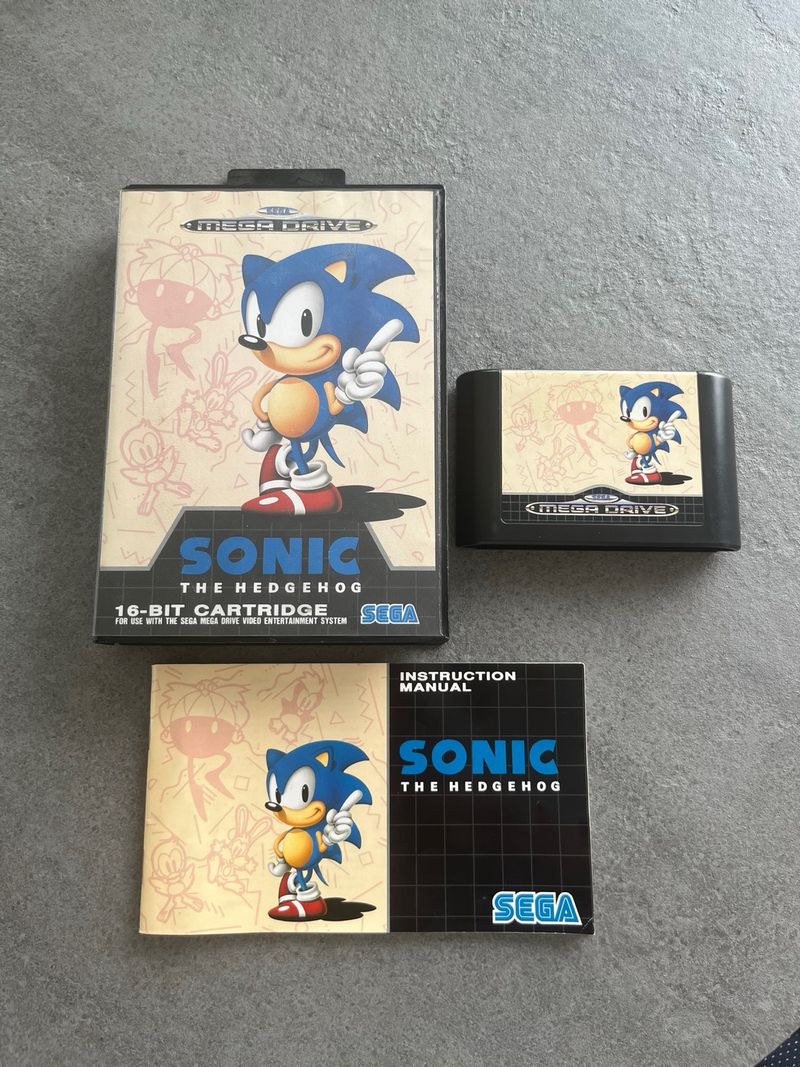 SEGA
MEGA DRIVE
SONIC
THE HEDGEHOG
16-BIT CARTRIDGE
FOR USE WITH THE SEGA MEGA DRIVE VIDEO ENTERTAINMENT SYSTEM
SEGA
SEGA
MEGA DRIVE
INSTRUCTION
MANUAL
SONIC
THE HEDGEHOG
SEGA